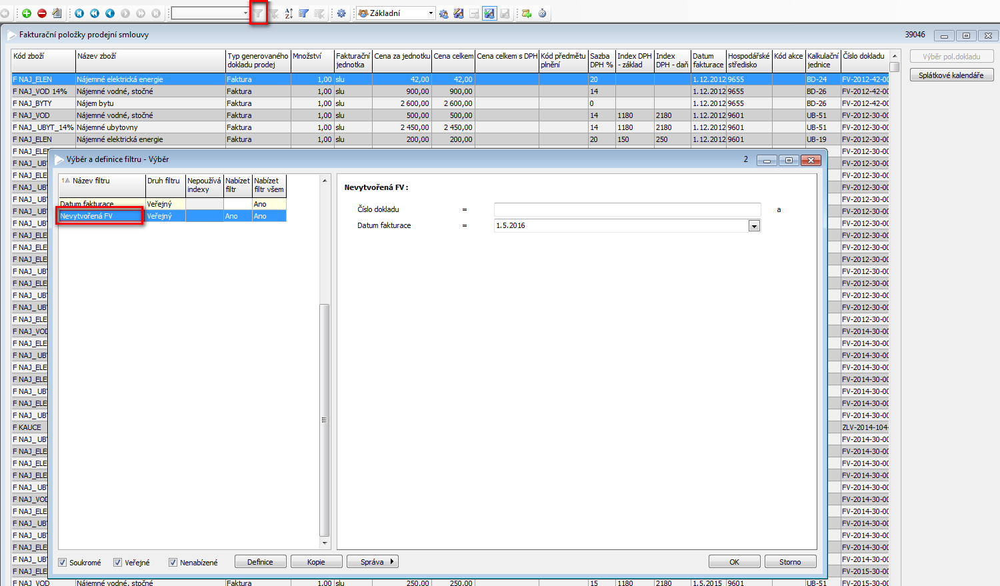 Základní
Fakturační položky prodejní smlouvy 39046
Kód zboží Název zboží Typ generovaného dokladu prodej Množství Fakturační jednotka Cena za jednotku Cena celkem Cena celkem s DPH Kód předmětu plnění Sazba DPH % Index DPH - základ Index DPH - daň Datum fakturace Hospodářské středisko Kód akce Kalkulační jednice Číslo dokladu
Výběr pol.dokladu
Splátkové kalendáře
F NAJ_ELEN Nájemné elektrická energie Faktura 1,00 slu 42,00 42,00 20 1.12.2012 9655 BD-24 FV-2012-42-00
F NAJ_VOD 14% Nájemné vodné, stočné Faktura 1,00 slu 900,00 900,00 14 1.12.2012 9655 BD-26 FV-2012-42-00
F NAJ_BYTY Nájem bytu Faktura 1,00 slu 2 600,00 2 600,00 0 1.12.2012 9655 BD-26 FV-2012-42-00
F NAJ_VOD Nájemné vodné, stočné Faktura 1,00 slu 500,00 500,00 14 1180 2180 1.12.2012 9601 UB-51 FV-2012-30-00
F NAJ_UBYT_14% Nájemné ubytovny Faktura 1,00 slu 2 450,00 2 450,00 14 1180 2180 1.12.2012 9601 UB-51 FV-2012-30-00
F NAJ_ELEN Nájemné elektrická energie Faktura 1,00 slu 200,00 200,00 20 150 250 1.12.2012 9601 UB-19 FV-2012-30-00
F NAJ_ELE FV-2012-30-00
F NAJ_UBY FV-2012-30-00
F NAJ_ELE FV-2012-30-00
F NAJ_UBY FV-2012-30-00
F NAJ_UBY FV-2012-30-00
F NAJ_UBY FV-2012-30-00
F NAJ_UBY FV-2012-30-00
F NAJ_ELE FV-2012-30-00
F NAJ_ELE FV-2012-30-00
F NAJ_ELE FV-2012-30-00
F NAJ_UBY FV-2012-30-00
F NAJ_ELE FV-2012-30-00
F NAJ_UBY FV-2012-30-00
F NAJ_UBY FV-2012-30-00
F NAJ_ELE FV-2012-30-00
F NAJ_VOD FV-2014-30-00
F NAJ_ELE FV-2014-30-00
F NAJ_UBY FV-2014-30-00
F NAJ_ELE FV-2014-30-00
F NAJ_ELE FV-2014-30-00
F NAJ_UBY FV-2014-30-00
F NAJ_ELE FV-2014-30-00
F NAJ_UBY FV-2014-30-00
F KAUCE ZLV-2014-104-
F NAJ_UBY FV-2014-30-00
F NAJ_ELE FV-2014-30-00
F NAJ_ELE FV-2014-30-00
F NAJ_ELE FV-2014-30-00
F NAJ_UBY FV-2014-30-00
F NAJ_VOD FV-2014-30-00
F NAJ_ELE FV-2014-30-00
F NAJ_UBY FV-2014-30-00
F NAJ_UBY FV-2014-30-00
F NAJ_ELE FV-2014-30-00
F NAJ_UBY FV-2014-30-00
F NAJ_ELE FV-2015-30-00
F NAJ_VOD Nájemné vodné, stočné Faktura 1,00 slu 250,00 250,00 15 1180 2180 1.5.2015 9601 UB-51 FV-2015-30-00
Výběr a definice filtru - Výběr 2
1 Název filtru Druh filtru Nepoužívá indexy Nabízet filtr Nabízet filtr všem
Datum fakturace Veřejný Ano
Nevytvořená FV Veřejný Ano Ano
Nevytvořená FV :
Číslo dokladu = a
Datum fakturace = 1.5.2016
Soukromé Veřejné Nenabízené Definice Kopie Správa OK Storno